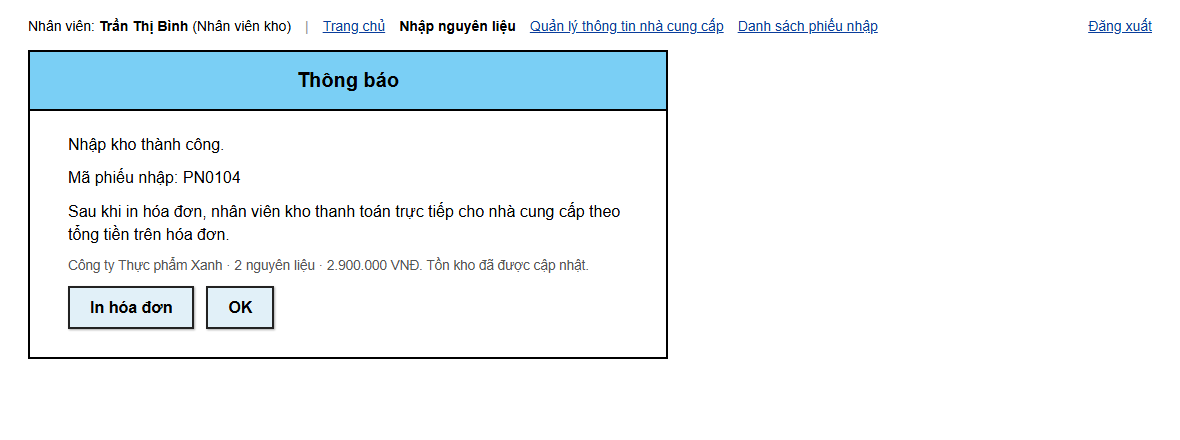 Nhân viên: Trần Thị Bình (Nhân viên kho) | Trang chủ Nhập nguyên liệu Quản lý thông tin nhà cung cấp Danh sách phiếu nhập Đăng xuất
Thông báo
Nhập kho thành công.
Mã phiếu nhập: PN0104
Sau khi in hóa đơn, nhân viên kho thanh toán trực tiếp cho nhà cung cấp theo
tổng tiền trên hóa đơn.
Công ty Thực phẩm Xanh · 2 nguyên liệu · 2.900.000 VNĐ. Tồn kho đã được cập nhật.
In hóa đơn OK